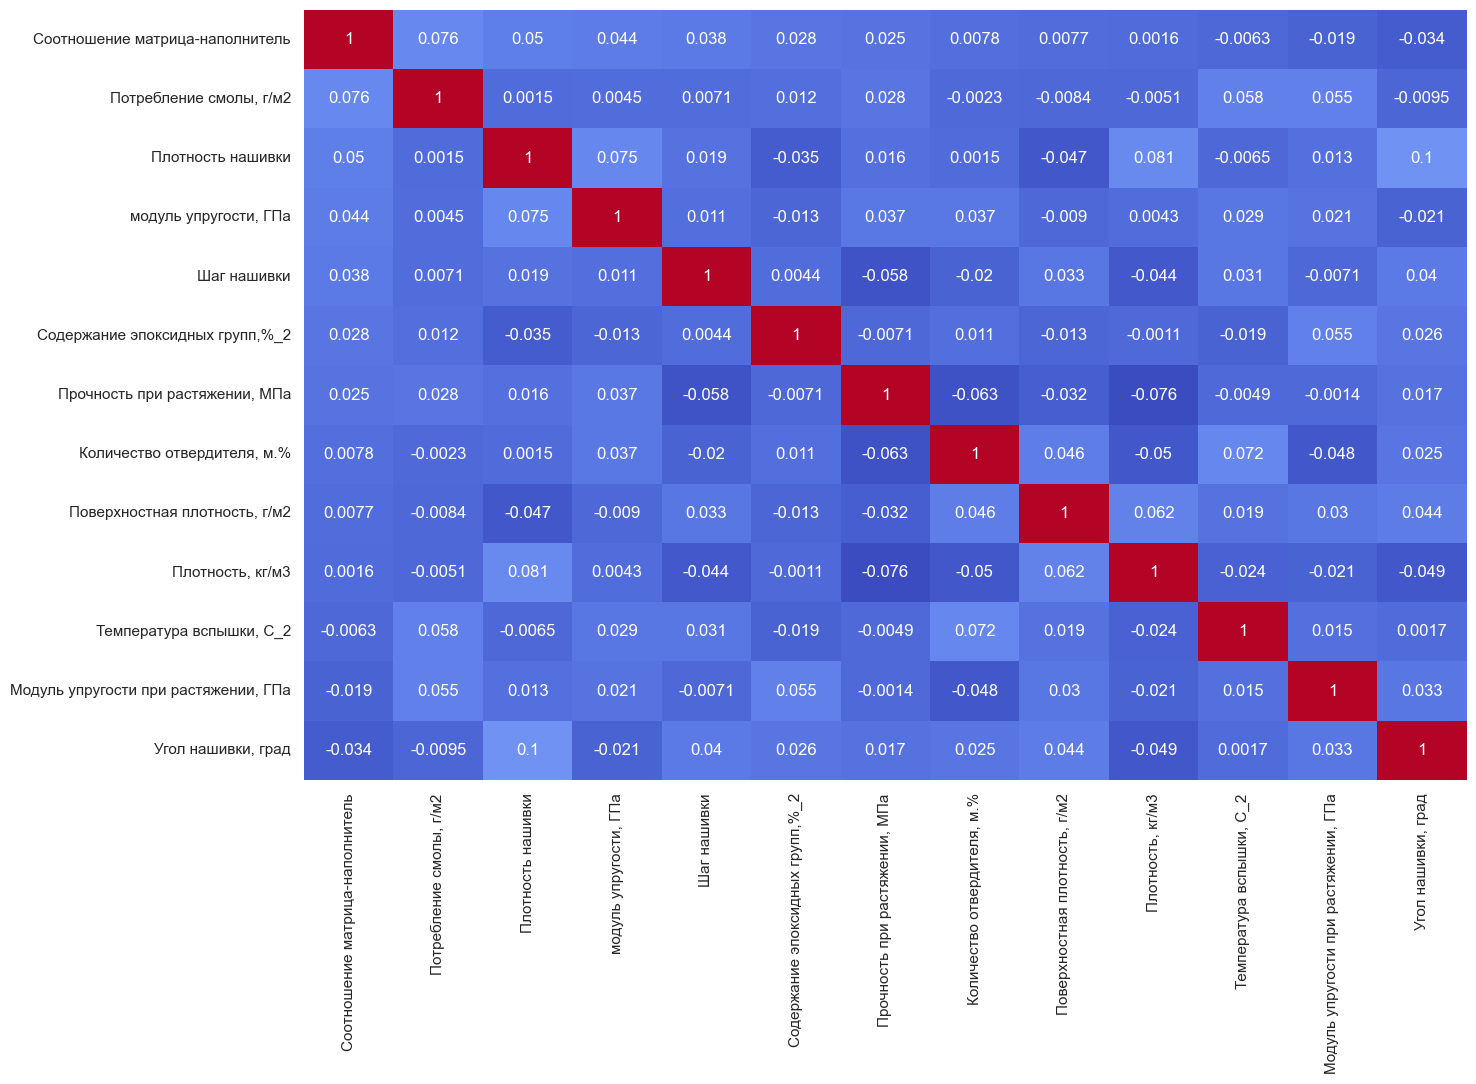 Соотношение матрица-наполнитель 1 0.076 0.05 0.044 0.038 0.028 0.025 0.0078 0.0077 0.0016 -0.0063 -0.019 -0.034
Потребление смолы, г/м2 0.076 1 0.0015 0.0045 0.0071 0.012 0.028 -0.0023 -0.0084 -0.0051 0.058 0.055 -0.0095
Плотность нашивки 0.05 0.0015 1 0.075 0.019 -0.035 0.016 0.0015 -0.047 0.081 -0.0065 0.013 0.1
модуль упругости, ГПа 0.044 0.0045 0.075 1 0.011 -0.013 0.037 0.037 -0.009 0.0043 0.029 0.021 -0.021
Шаг нашивки 0.038 0.0071 0.019 0.011 1 0.0044 -0.058 -0.02 0.033 -0.044 0.031 -0.0071 0.04
Содержание эпоксидных групп,%_2 0.028 0.012 -0.035 -0.013 0.0044 1 -0.0071 0.011 -0.013 -0.0011 -0.019 0.055 0.026
Прочность при растяжении, МПа 0.025 0.028 0.016 0.037 -0.058 -0.0071 1 -0.063 -0.032 -0.076 -0.0049 -0.0014 0.017
Количество отвердителя, м.% 0.0078 -0.0023 0.0015 0.037 -0.02 0.011 -0.063 1 0.046 -0.05 0.072 -0.048 0.025
Поверхностная плотность, г/м2 0.0077 -0.0084 -0.047 -0.009 0.033 -0.013 -0.032 0.046 1 0.062 0.019 0.03 0.044
Плотность, кг/м3 0.0016 -0.0051 0.081 0.0043 -0.044 -0.0011 -0.076 -0.05 0.062 1 -0.024 -0.021 -0.049
Температура вспышки, С_2 -0.0063 0.058 -0.0065 0.029 0.031 -0.019 -0.0049 0.072 0.019 -0.024 1 0.015 0.0017
Модуль упругости при растяжении, ГПа -0.019 0.055 0.013 0.021 -0.0071 0.055 -0.0014 -0.048 0.03 -0.021 0.015 1 0.033
Угол нашивки, град -0.034 -0.0095 0.1 -0.021 0.04 0.026 0.017 0.025 0.044 -0.049 0.0017 0.033 1
Соотношение матрица-наполнитель
Потребление смолы, г/м2
Плотность нашивки
модуль упругости, ГПа
Шаг нашивки
Содержание эпоксидных групп,%_2
Прочность при растяжении, МПа
Количество отвердителя, м.%
Поверхностная плотность, г/м2
Плотность, кг/м3
Температура вспышки, С_2
Модуль упругости при растяжении, ГПа
Угол нашивки, град